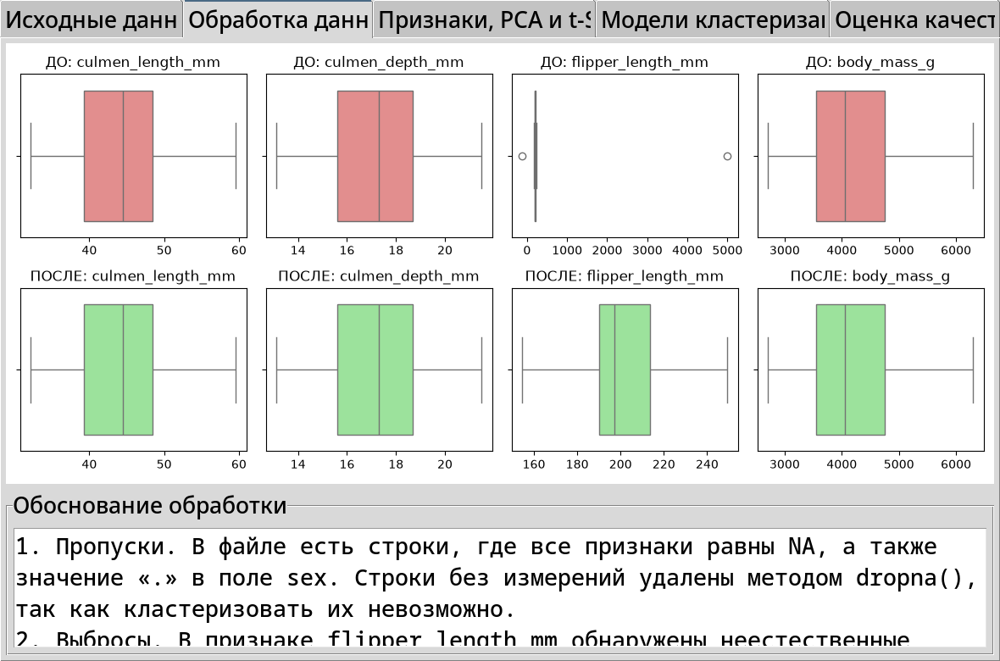 Исходные данн
Обработка данн
Признаки, PCA и t-S
Модели кластериза
Оценка качест
ДО: culmen_length_mm
ДО: culmen_depth_mm
ДО: flipper_length_mm
ДО: body_mass_g
40 50 60
14 16 18 20
0 1000 2000 3000 4000 5000
3000 4000 5000 6000
ПОСЛЕ: culmen_length_mm
ПОСЛЕ: culmen_depth_mm
ПОСЛЕ: flipper_length_mm
ПОСЛЕ: body_mass_g
40 50 60
14 16 18 20
160 180 200 220 240
3000 4000 5000 6000
Обоснование обработки
1. Пропуски. В файле есть строки, где все признаки равны NA, а также
значение «.» в поле sex. Строки без измерений удалены методом dropna(),
так как кластеризовать их невозможно.
2. Выбросы. В признаке flipper_length_mm обнаружены неестественные